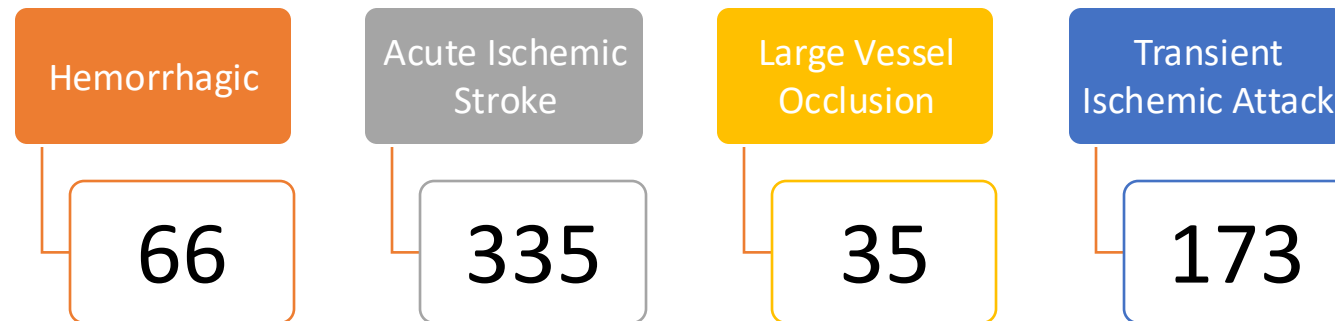 Hemorrhagic
Acute Ischemic
Stroke
Large Vessel
Occlusion
Transient
Ischemic Attack
66
335
35
173